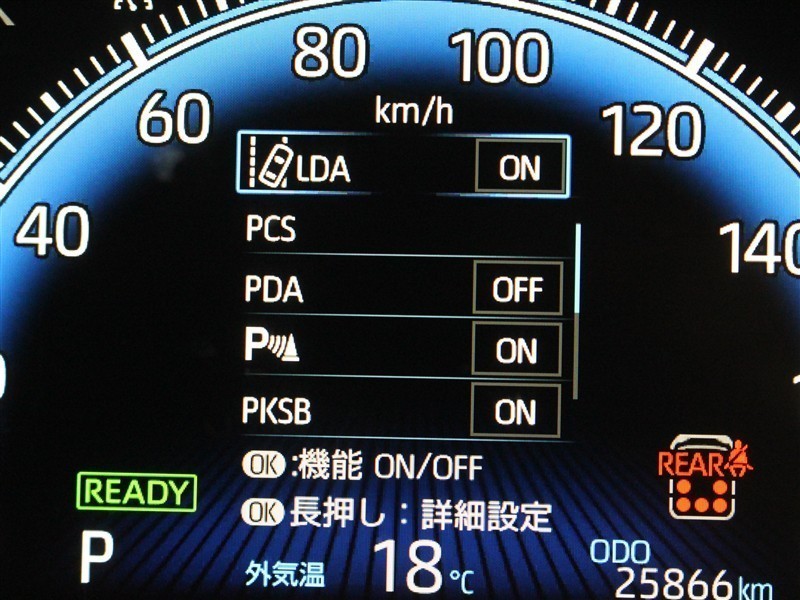 80 100
60 km/h 120
LDA ON
40 PCS 140
PDA OFF
P ON
PKSB ON
OK:機能 ON/OFF
REAR
READY OK 長押し:詳細設定
P 外気温 18℃ ODO
25866km